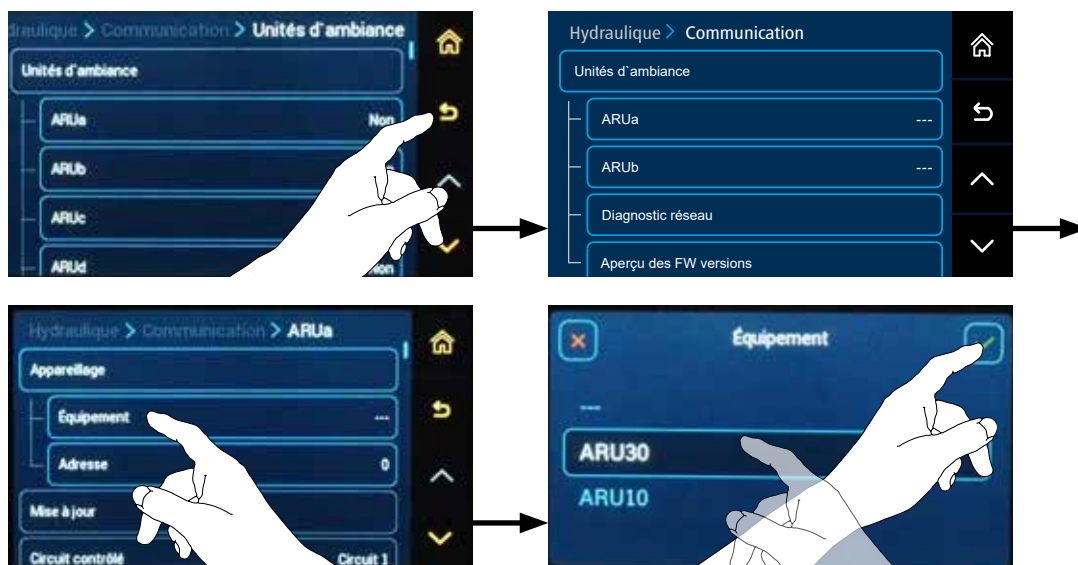 Hydraulique > Communication > Unités d`ambiance
Unités d`ambiance
ARUa Non
ARUb
ARUc
ARUd Non
Hydraulique > Communication
Unités d`ambiance
ARUa ---
ARUb ---
Diagnostic réseau
Aperçu des FW versions
Hydraulique > Communication > ARUa
Appareillage
Équipement ---
Adresse 0
Mise à jour
Circuit contrôlé Circuit 1
Équipement
---
ARU30
ARU10